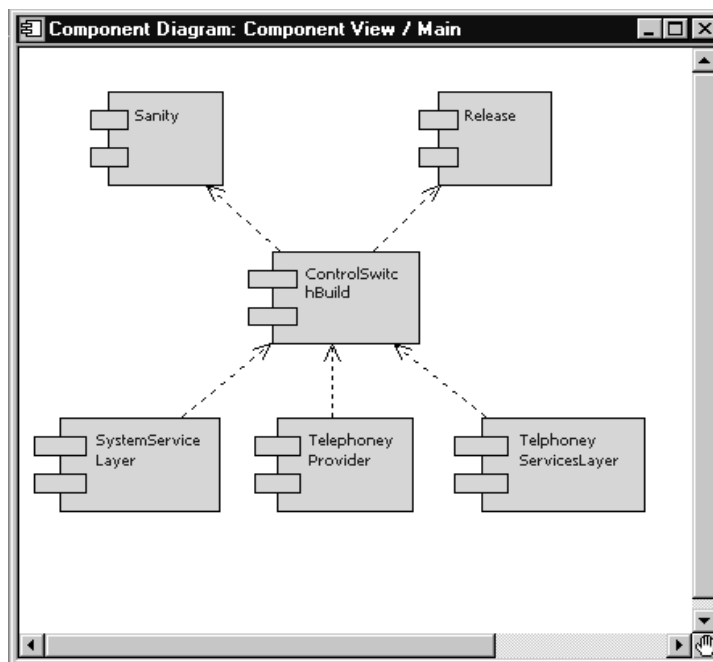 Component Diagram: Component View / Main
Sanity
Release
ControlSwitc
hBuild
SystemService
Layer
Telephoney
Provider
Telphoney
ServicesLayer